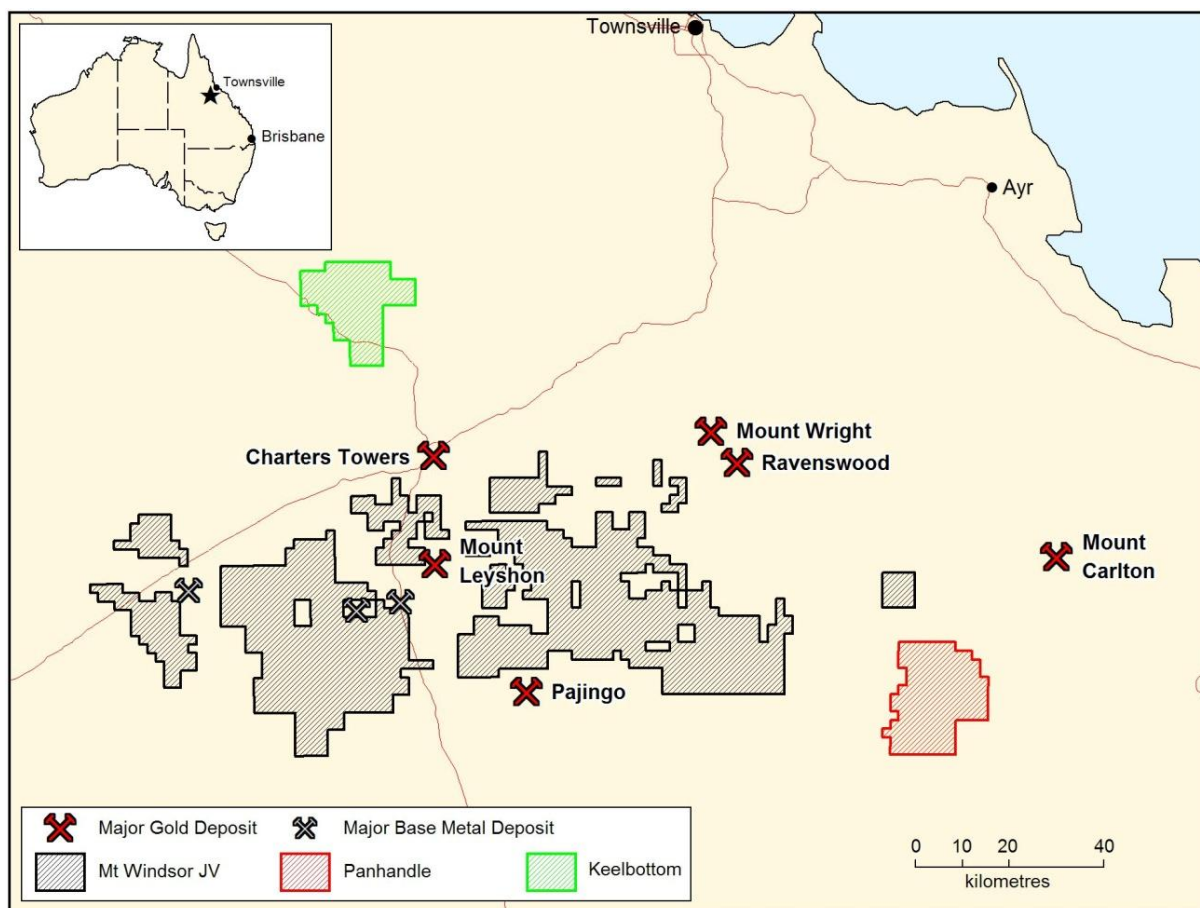 Townsville
Townsville
Brisbane
Ayr
Charters Towers
Mount Wright
Ravenswood
Mount
Leyshon
Mount
Carlton
Pajingo
Major Gold Deposit
Major Base Metal Deposit
Mt Windsor JV
Panhandle
Keelbottom
0 10 20 40
kilometres